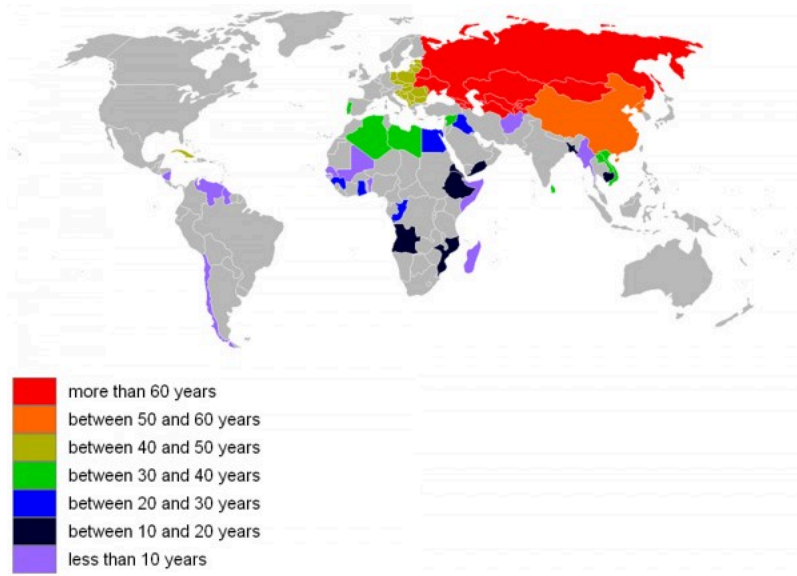 more than 60 years
between 50 and 60 years
between 40 and 50 years
between 30 and 40 years
between 20 and 30 years
between 10 and 20 years
less than 10 years